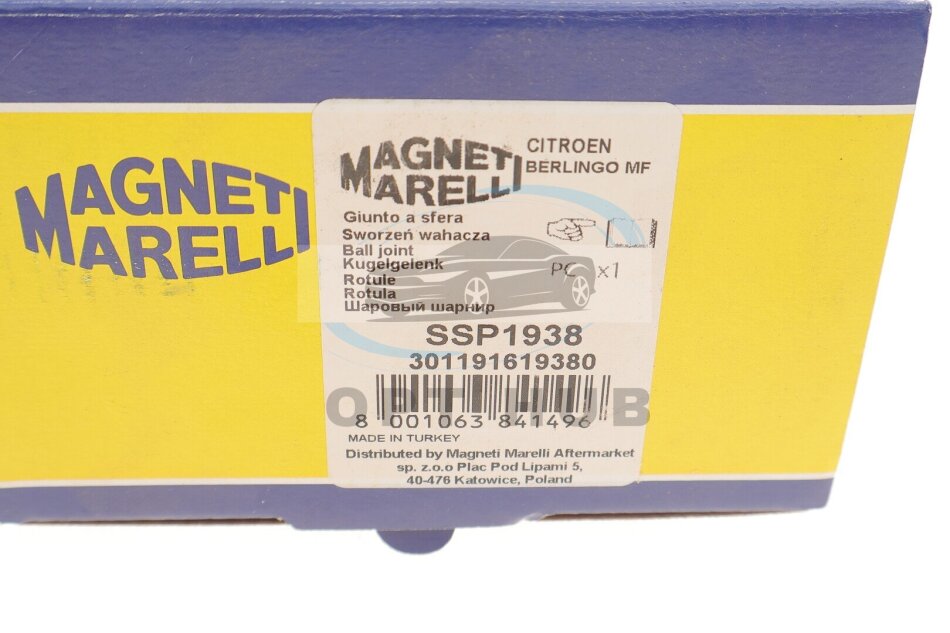 MAGNETI
MARELLI
MAGNETI
MARELLI
CITROEN
BERLINGO MF
Giunto a sfera
Sworzeń wahacza
Ball joint
Kugelgelenk
Rotule
Rotula
Шаровый шарнир
PC x1
SSP1938
301191619380
OPTIHUB
8 001063 841496
MADE IN TURKEY
Distributed by Magneti Marelli Aftermarket
sp. z.o.o Plac Pod Lipami 5,
40-476 Katowice, Poland